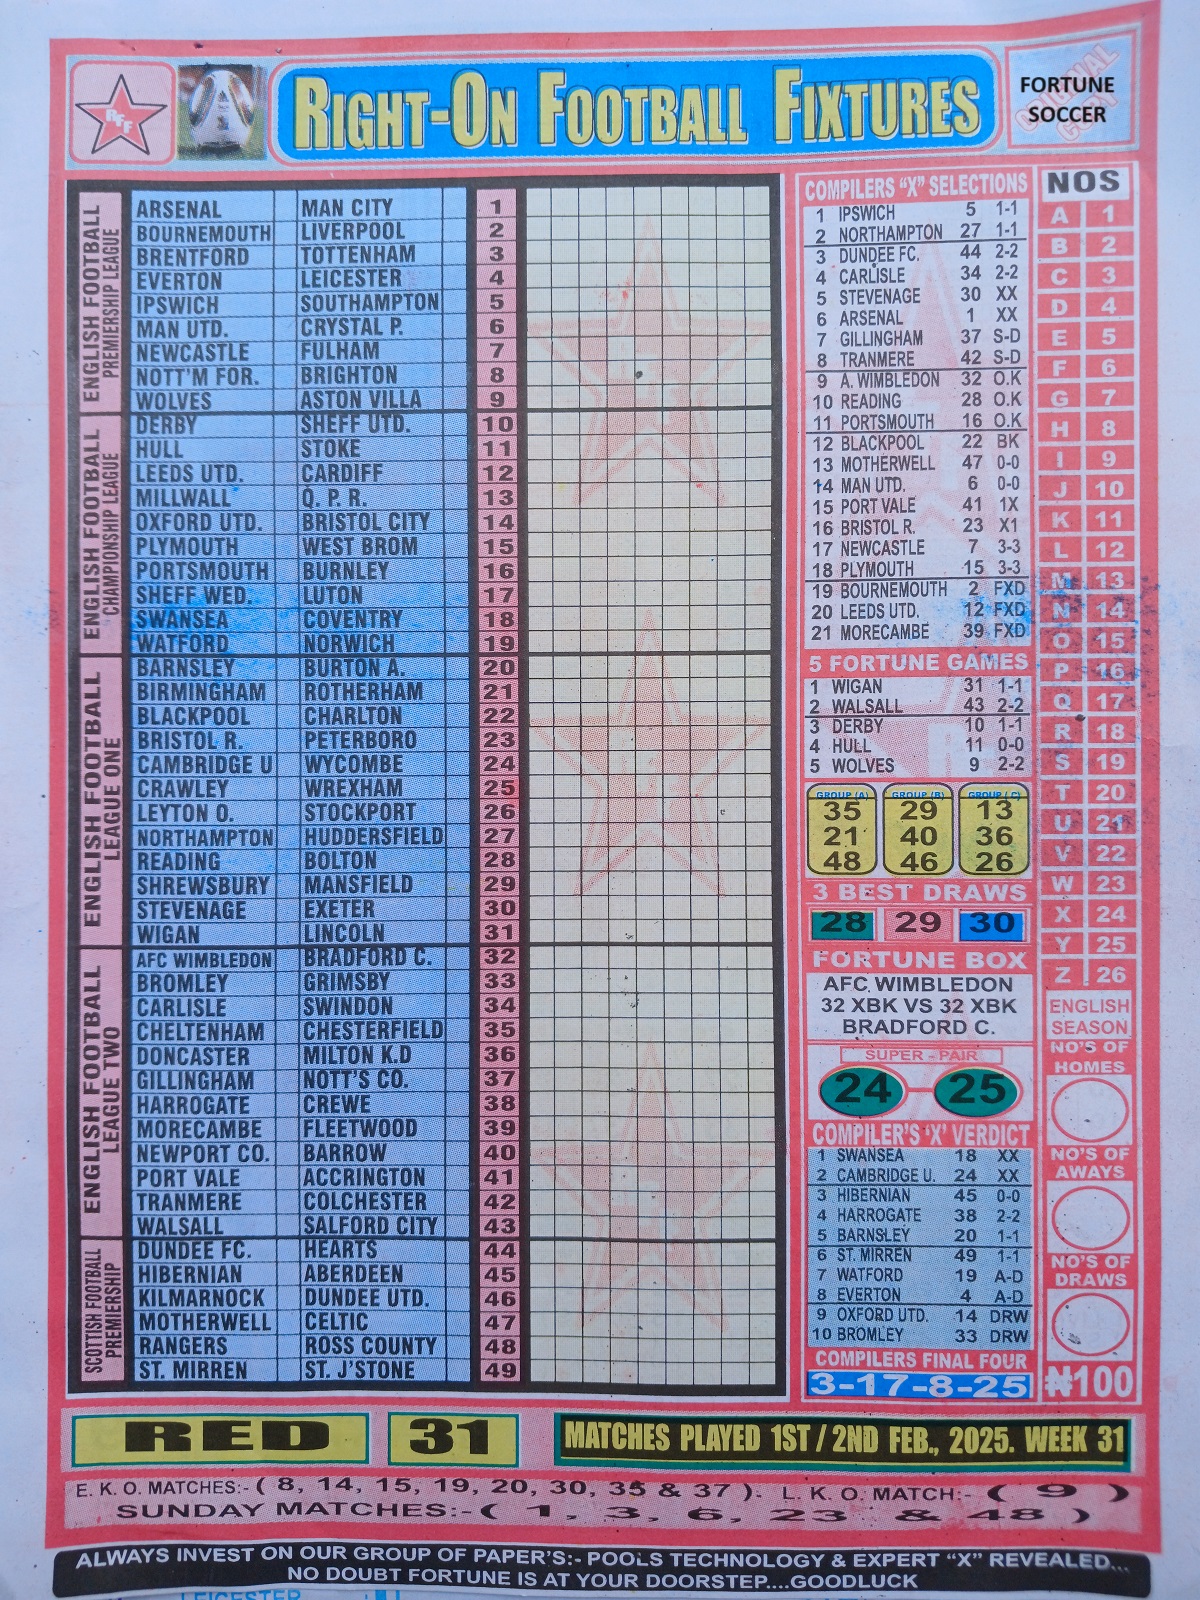 RFF
RIGHT-ON FOOTBALL FIXTURES
FORTUNE
SOCCER
ORIGINAL
COPY
ENGLISH FOOTBALL
PREMIERSHIP LEAGUE
ARSENAL MAN CITY 1
BOURNEMOUTH LIVERPOOL 2
BRENTFORD TOTTENHAM 3
EVERTON LEICESTER 4
IPSWICH SOUTHAMPTON 5
MAN UTD. CRYSTAL P. 6
NEWCASTLE FULHAM 7
NOTT'M FOR. BRIGHTON 8
WOLVES ASTON VILLA 9
ENGLISH FOOTBALL
CHAMPIONSHIP LEAGUE
DERBY SHEFF UTD. 10
HULL STOKE 11
LEEDS UTD. CARDIFF 12
MILLWALL Q. P. R. 13
OXFORD UTD. BRISTOL CITY 14
PLYMOUTH WEST BROM 15
PORTSMOUTH BURNLEY 16
SHEFF WED. LUTON 17
SWANSEA COVENTRY 18
WATFORD NORWICH 19
ENGLISH FOOTBALL
LEAGUE ONE
BARNSLEY BURTON A. 20
BIRMINGHAM ROTHERHAM 21
BLACKPOOL CHARLTON 22
BRISTOL R. PETERBORO 23
CAMBRIDGE U WYCOMBE 24
CRAWLEY WREXHAM 25
LEYTON O. STOCKPORT 26
NORTHAMPTON HUDDERSFIELD 27
READING BOLTON 28
SHREWSBURY MANSFIELD 29
STEVENAGE EXETER 30
WIGAN LINCOLN 31
ENGLISH FOOTBALL
LEAGUE TWO
AFC WIMBLEDON BRADFORD C. 32
BROMLEY GRIMSBY 33
CARLISLE SWINDON 34
CHELTENHAM CHESTERFIELD 35
DONCASTER MILTON K.D 36
GILLINGHAM NOTT'S CO. 37
HARROGATE CREWE 38
MORECAMBE FLEETWOOD 39
NEWPORT CO. BARROW 40
PORT VALE ACCRINGTON 41
TRANMERE COLCHESTER 42
WALSALL SALFORD CITY 43
SCOTTISH FOOTBALL
PREMIERSHIP
DUNDEE FC. HEARTS 44
HIBERNIAN ABERDEEN 45
KILMARNOCK DUNDEE UTD. 46
MOTHERWELL CELTIC 47
RANGERS ROSS COUNTY 48
ST. MIRREN ST. J'STONE 49
COMPILERS "X" SELECTIONS
1 IPSWICH 5 1-1
2 NORTHAMPTON 27 1-1
3 DUNDEE FC. 44 2-2
4 CARLISLE 34 2-2
5 STEVENAGE 30 XX
6 ARSENAL 1 XX
7 GILLINGHAM 37 S-D
8 TRANMERE 42 S-D
9 A. WIMBLEDON 32 O.K
10 READING 28 O.K
11 PORTSMOUTH 16 O.K
12 BLACKPOOL 22 BK
13 MOTHERWELL 47 0-0
14 MAN UTD. 6 0-0
15 PORT VALE 41 1X
16 BRISTOL R. 23 X1
17 NEWCASTLE 7 3-3
18 PLYMOUTH 15 3-3
19 BOURNEMOUTH 2 FXD
20 LEEDS UTD. 12 FXD
21 MORECAMBE 39 FXD
5 FORTUNE GAMES
1 WIGAN 31 1-1
2 WALSALL 43 2-2
3 DERBY 10 1-1
4 HULL 11 0-0
5 WOLVES 9 2-2
GROUP (A) GROUP (B) GROUP (C)
35 29 13
21 40 36
48 46 26
3 BEST DRAWS
28 29 30
FORTUNE BOX
AFC WIMBLEDON
32 XBK VS 32 XBK
BRADFORD C.
SUPER - PAIR
24 25
COMPILER'S 'X' VERDICT
1 SWANSEA 18 XX
2 CAMBRIDGE U. 24 XX
3 HIBERNIAN 45 0-0
4 HARROGATE 38 2-2
5 BARNSLEY 20 1-1
6 ST. MIRREN 49 1-1
7 WATFORD 19 A-D
8 EVERTON 4 A-D
9 OXFORD UTD. 14 DRW
10 BROMLEY 33 DRW
COMPILERS FINAL FOUR
3-17-8-25
NOS
A 1
B 2
C 3
D 4
E 5
F 6
G 7
H 8
I 9
J 10
K 11
L 12
M 13
N 14
O 15
P 16
Q 17
R 18
S 19
T 20
U 21
V 22
W 23
X 24
Y 25
Z 26
ENGLISH
SEASON
NO'S OF
HOMES
NO'S OF
AWAYS
NO'S OF
DRAWS
₦100
RED 31 MATCHES PLAYED 1ST / 2ND FEB., 2025. WEEK 31
E. K. O. MATCHES:- ( 8, 14, 15, 19, 20, 30, 35 & 37 ):- L. K. O. MATCH:- ( 9 )
SUNDAY MATCHES:- ( 1, 3, 6, 23 & 48 )
ALWAYS INVEST ON OUR GROUP OF PAPER'S:- POOLS TECHNOLOGY & EXPERT "X" REVEALED...
NO DOUBT FORTUNE IS AT YOUR DOORSTEP....GOODLUCK
LEICESTER